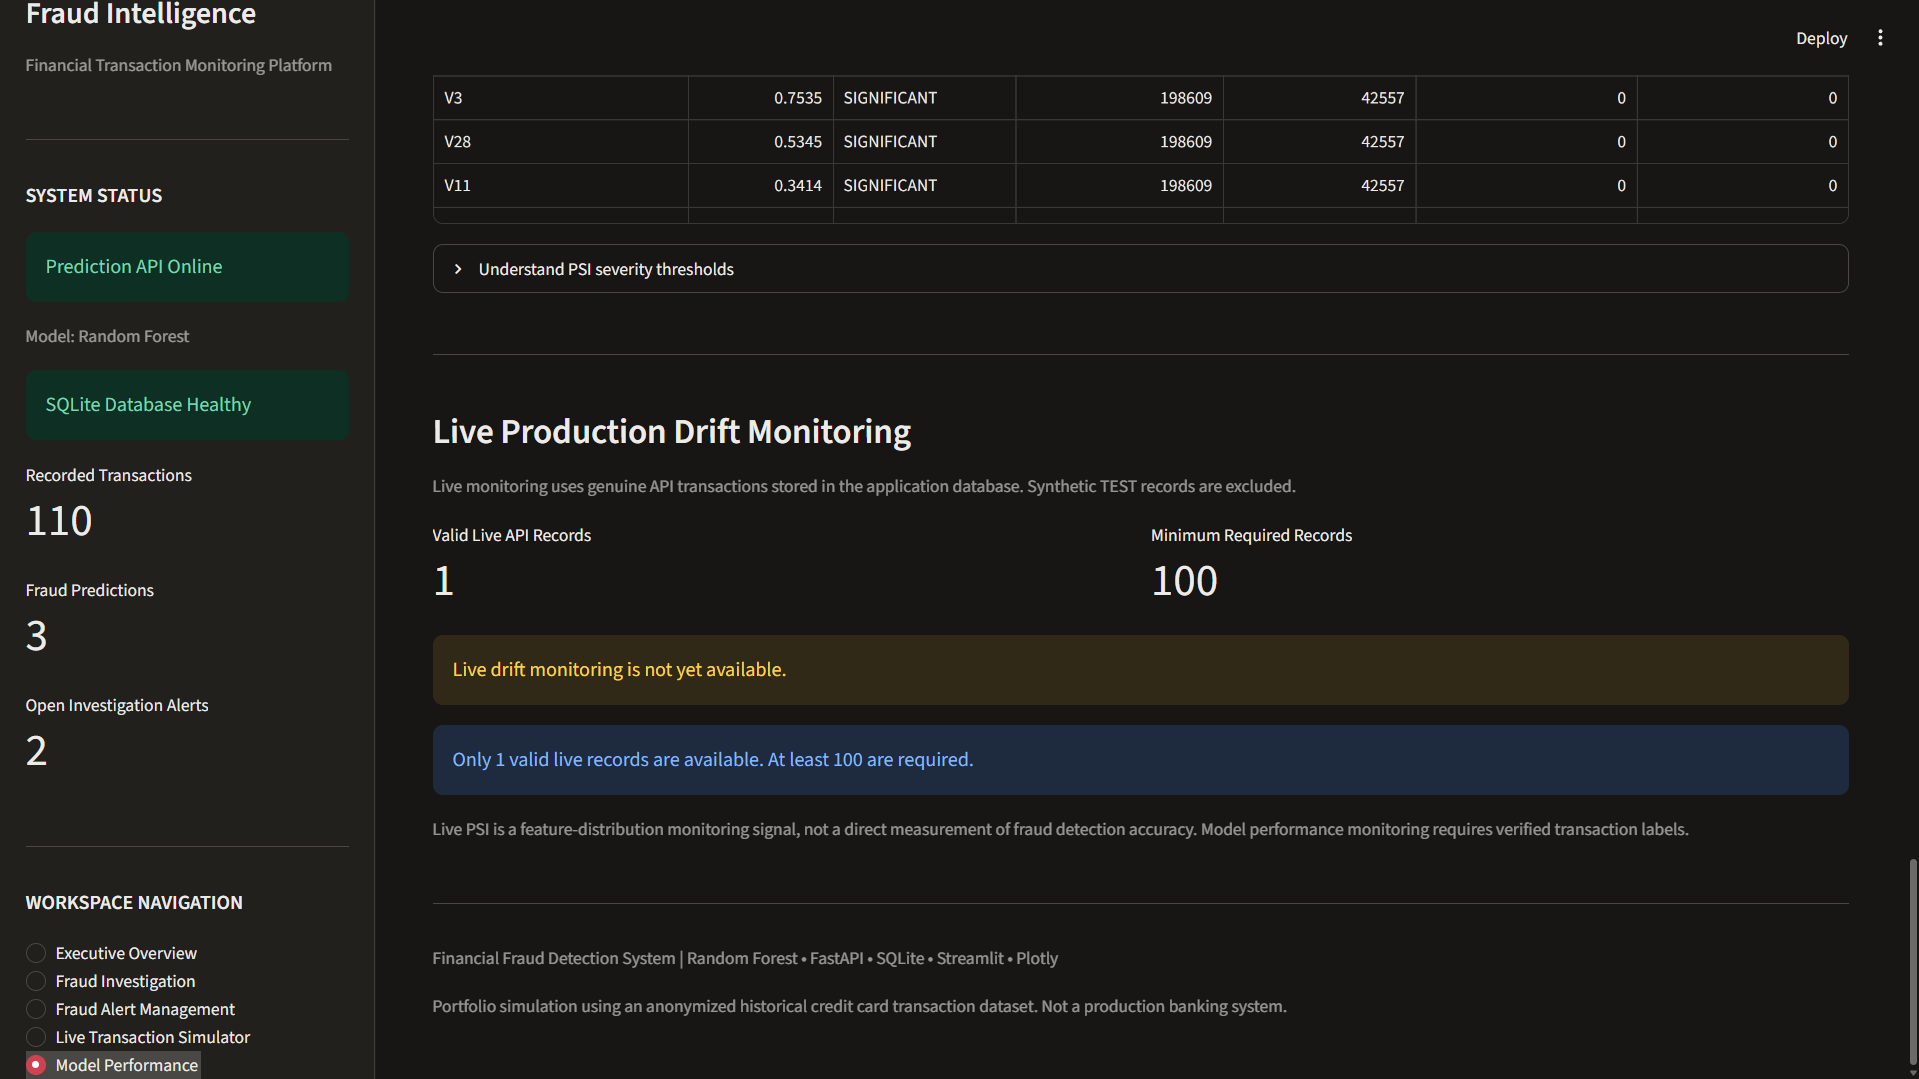 Fraud Intelligence
Financial Transaction Monitoring Platform
SYSTEM STATUS
Prediction API Online
Model: Random Forest
SQLite Database Healthy
Recorded Transactions
110
Fraud Predictions
3
Open Investigation Alerts
2
WORKSPACE NAVIGATION
Executive Overview
Fraud Investigation
Fraud Alert Management
Live Transaction Simulator
Model Performance
Deploy
V3 0.7535 SIGNIFICANT 198609 42557 0 0
V28 0.5345 SIGNIFICANT 198609 42557 0 0
V11 0.3414 SIGNIFICANT 198609 42557 0 0
Understand PSI severity thresholds
Live Production Drift Monitoring
Live monitoring uses genuine API transactions stored in the application database. Synthetic TEST records are excluded.
Valid Live API Records
1
Minimum Required Records
100
Live drift monitoring is not yet available.
Only 1 valid live records are available. At least 100 are required.
Live PSI is a feature-distribution monitoring signal, not a direct measurement of fraud detection accuracy. Model performance monitoring requires verified transaction labels.
Financial Fraud Detection System | Random Forest • FastAPI • SQLite • Streamlit • Plotly
Portfolio simulation using an anonymized historical credit card transaction dataset. Not a production banking system.